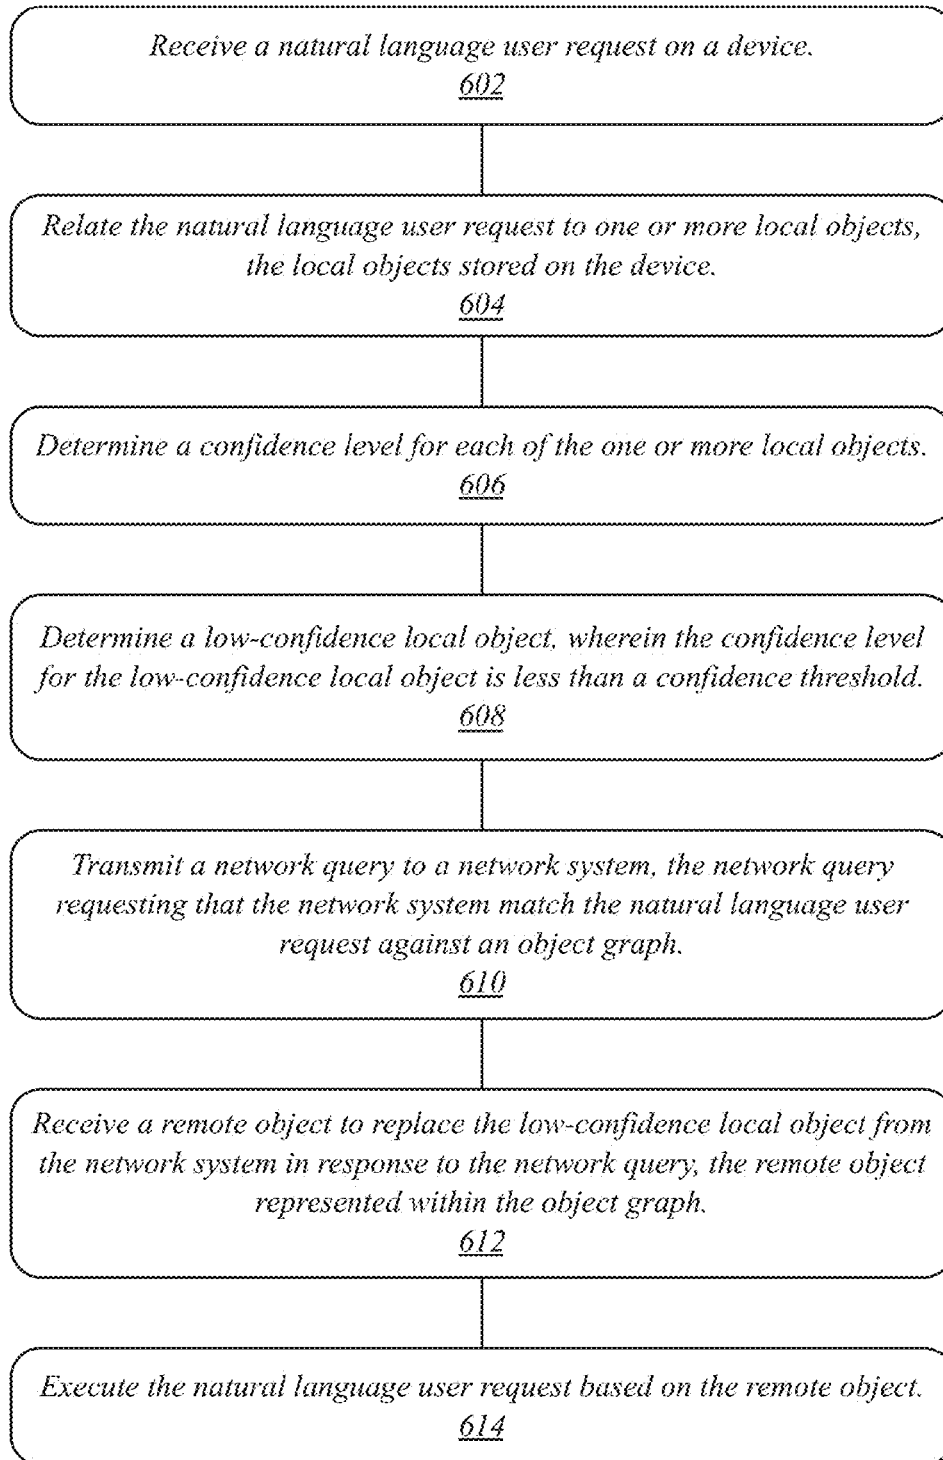 Receive a natural language user request on a device.
602
Relate the natural language user request to one or more local objects,
the local objects stored on the device.
604
Determine a confidence level for each of the one or more local objects.
606
Determine a low-confidence local object, wherein the confidence level
for the low-confidence local object is less than a confidence threshold.
608
Transmit a network query to a network system, the network query
requesting that the network system match the natural language user
request against an object graph.
610
Receive a remote object to replace the low-confidence local object from
the network system in response to the network query, the remote object
represented within the object graph.
612
Execute the natural language user request based on the remote object.
614